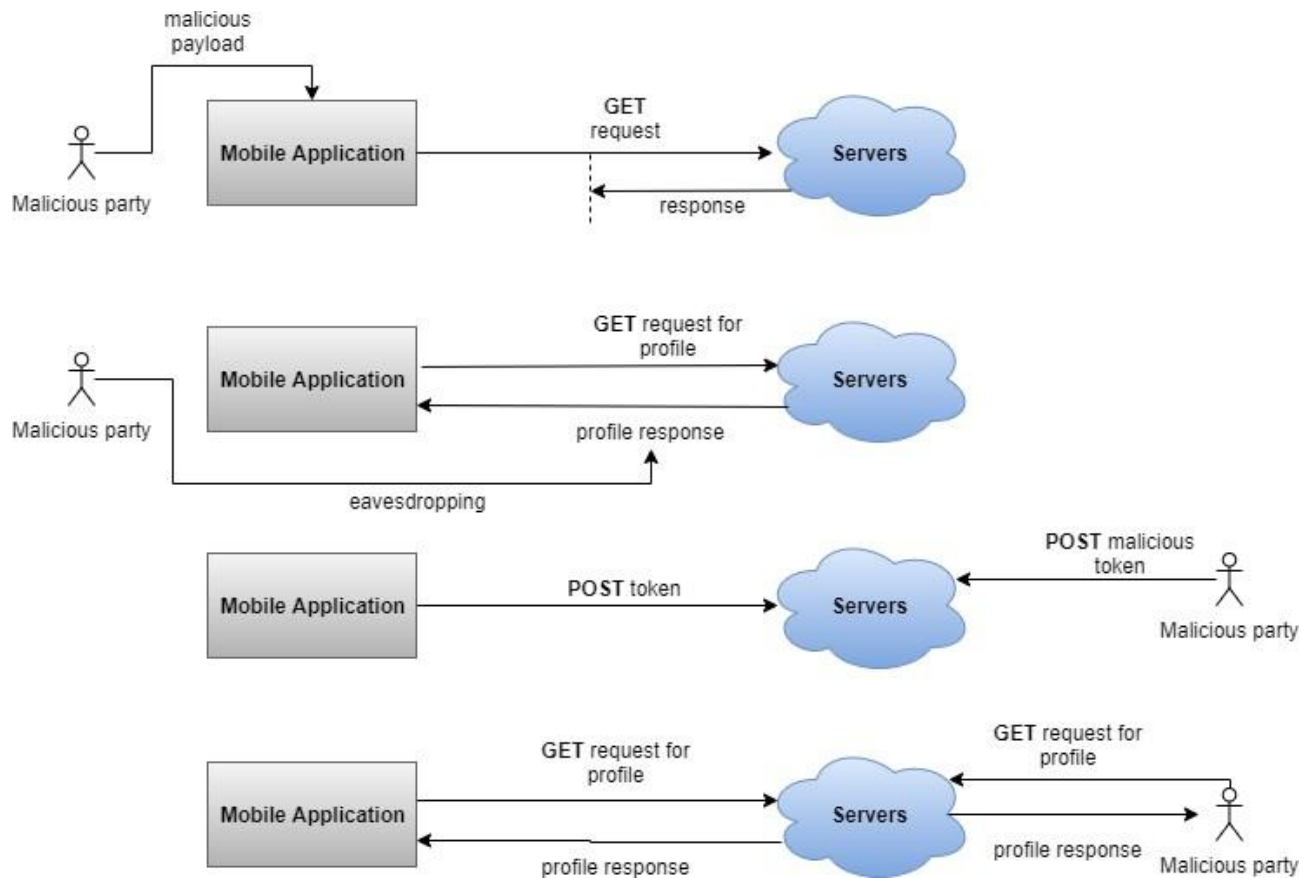 malicious
payload
GET
request
Mobile Application
Servers
Malicious party
response
GET request for
profile
Mobile Application
Servers
Malicious party
profile response
eavesdropping
POST malicious
token
Mobile Application
POST token
Servers
Malicious party
GET request for
profile
GET request for
profile
Mobile Application
Servers
profile response
profile response
Malicious party